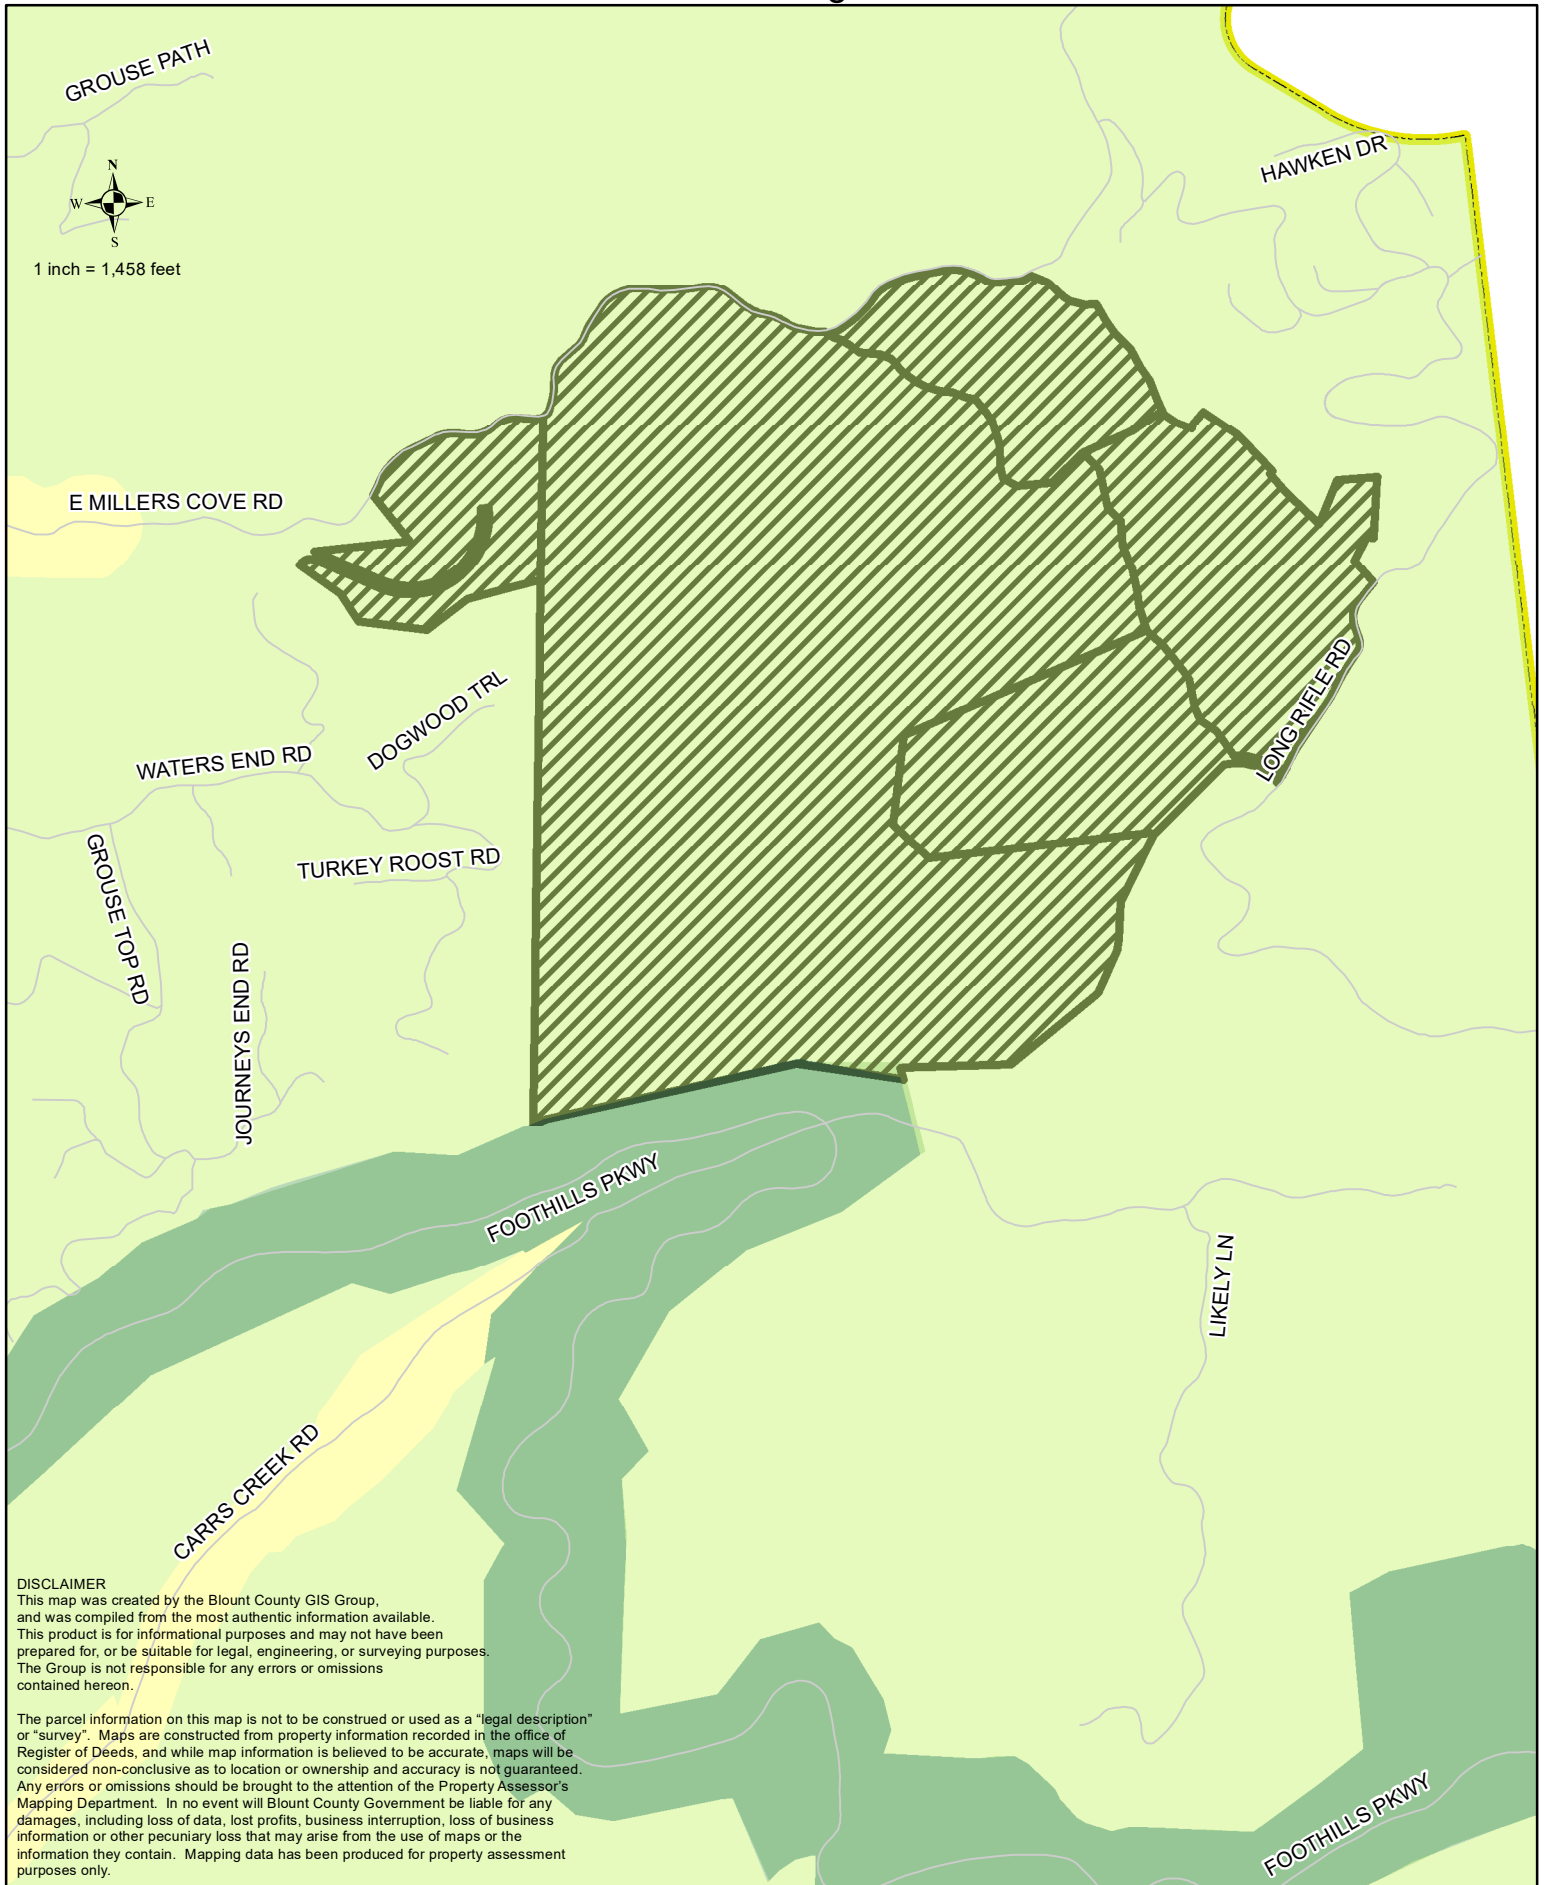 GROUSE PATH
HAWKEN DR
N
W
E
S
1 inch = 1,458 feet
E MILLERS COVE RD
LONG RIFLE RD
DOGWOOD TRL
WATERS END RD
TURKEY ROOST RD
GROUSE TOP RD
JOURNEYS END RD
FOOTHILLS PKWY
LIKELY LN
CARRS CREEK RD
DISCLAIMER
This map was created by the Blount County GIS Group,
and was compiled from the most authentic information available.
This product is for informational purposes and may not have been
prepared for, or be suitable for legal, engineering, or surveying purposes.
The Group is not responsible for any errors or omissions
contained hereon.
The parcel information on this map is not to be construed or used as a “legal description”
or “survey”. Maps are constructed from property information recorded in the office of
Register of Deeds, and while map information is believed to be accurate, maps will be
considered non-conclusive as to location or ownership and accuracy is not guaranteed.
Any errors or omissions should be brought to the attention of the Property Assessor’s
Mapping Department. In no event will Blount County Government be liable for any
damages, including loss of data, lost profits, business interruption, loss of business
information or other pecuniary loss that may arise from the use of maps or the
information they contain. Mapping data has been produced for property assessment
purposes only.
FOOTHILLS PKWY